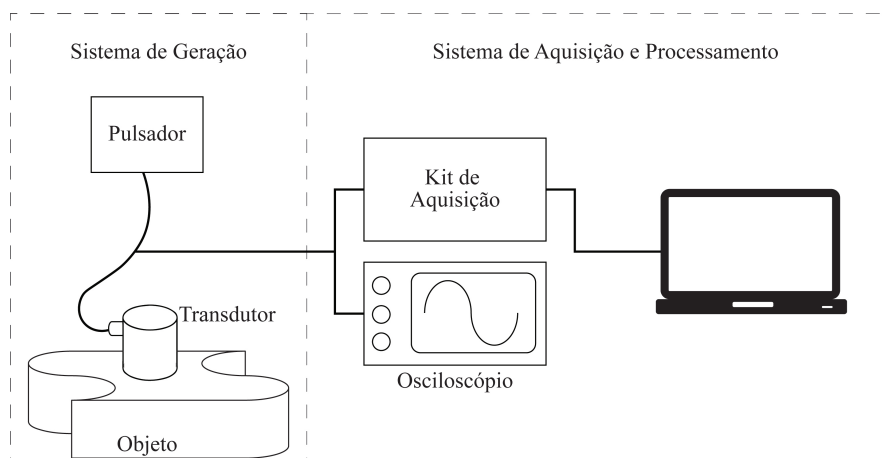 Sistema de Geração
Sistema de Aquisição e Processamento
Pulsador
Kit de
Aquisição
Transdutor
Osciloscópio
Objeto